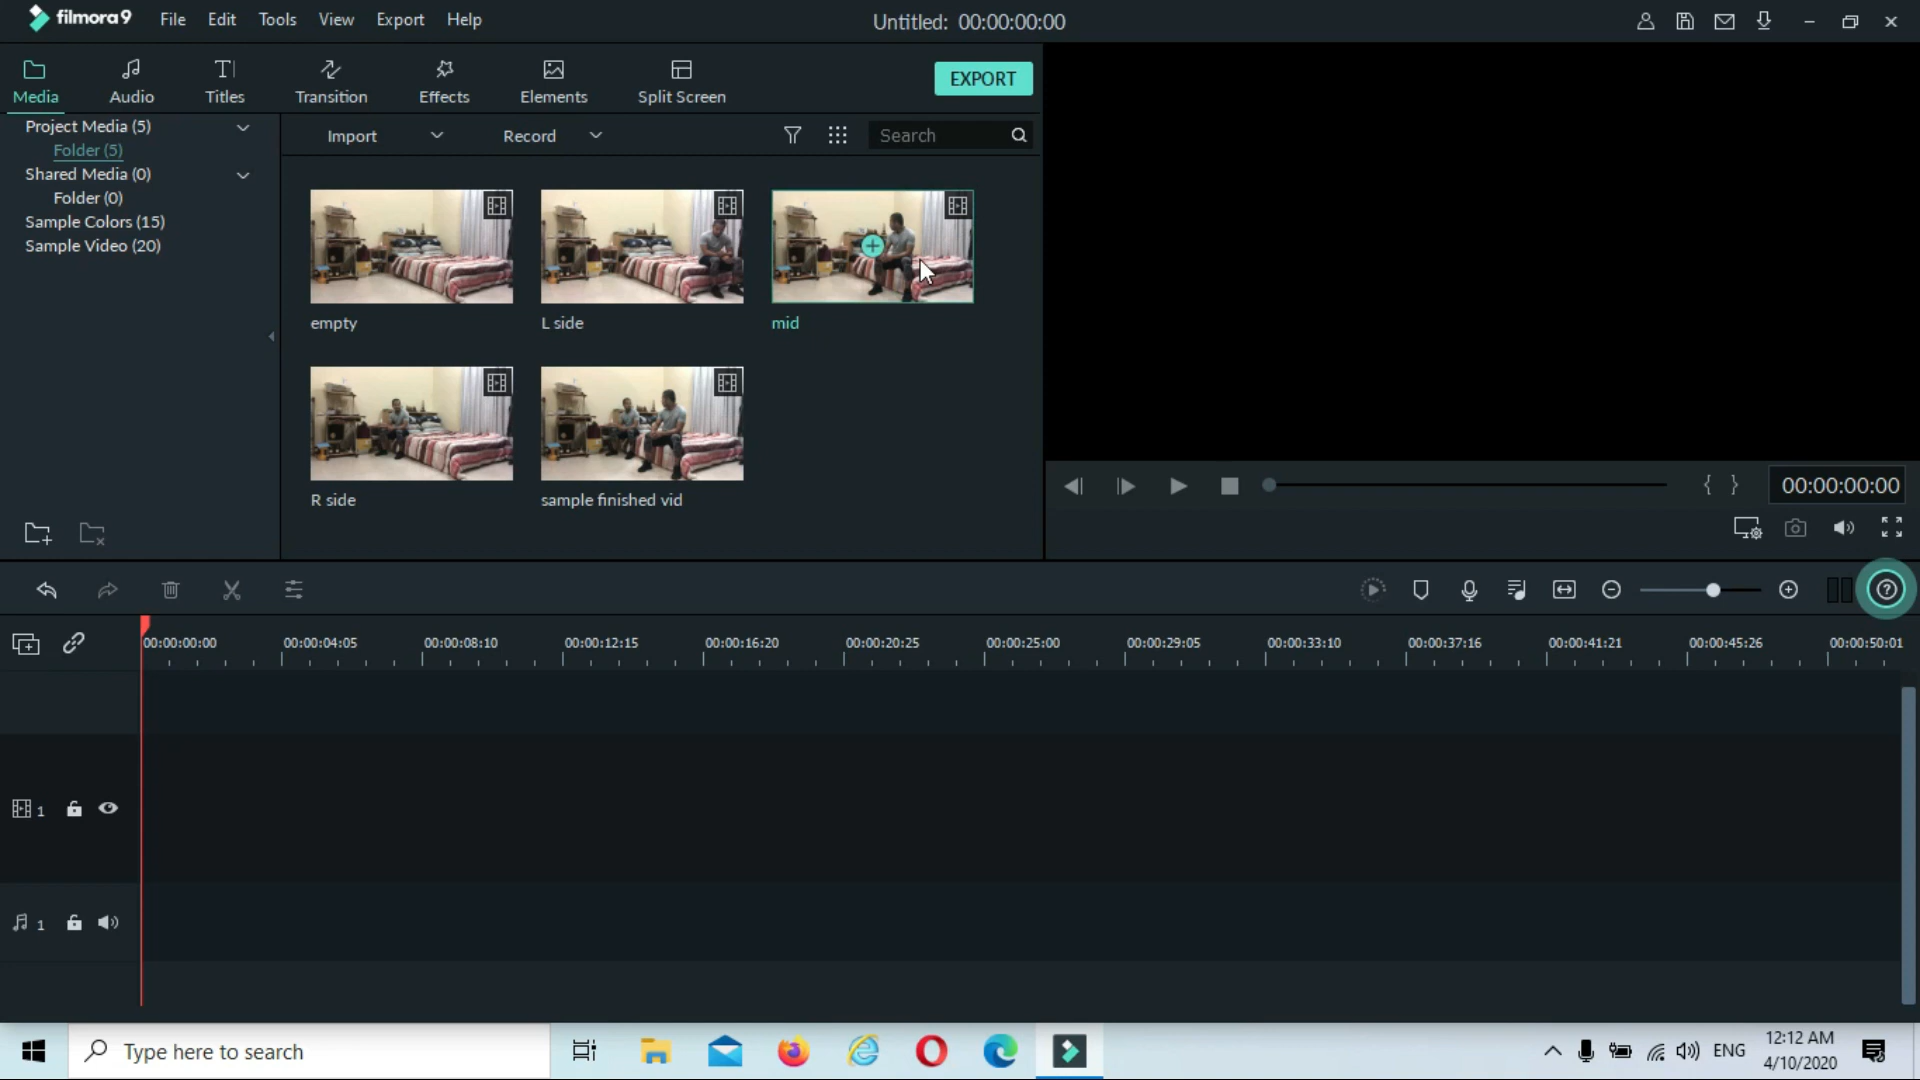 filmora9 File Edit Tools View Export Help Untitled: 00:00:00:00
Media Audio Titles Transition Effects Elements Split Screen EXPORT
Project Media (5)
Folder (5)
Shared Media (0)
Folder (0)
Sample Colors (15)
Sample Video (20)
Import Record Search
empty L side mid
R side sample finished vid
00:00:00:00
00:00:00:00 00:00:04:05 00:00:08:10 00:00:12:15 00:00:16:20 00:00:20:25 00:00:25:00 00:00:29:05 00:00:33:10 00:00:37:16 00:00:41:21 00:00:45:26 00:00:50:01
1
1
Type here to search ENG 12:12 AM
4/10/2020